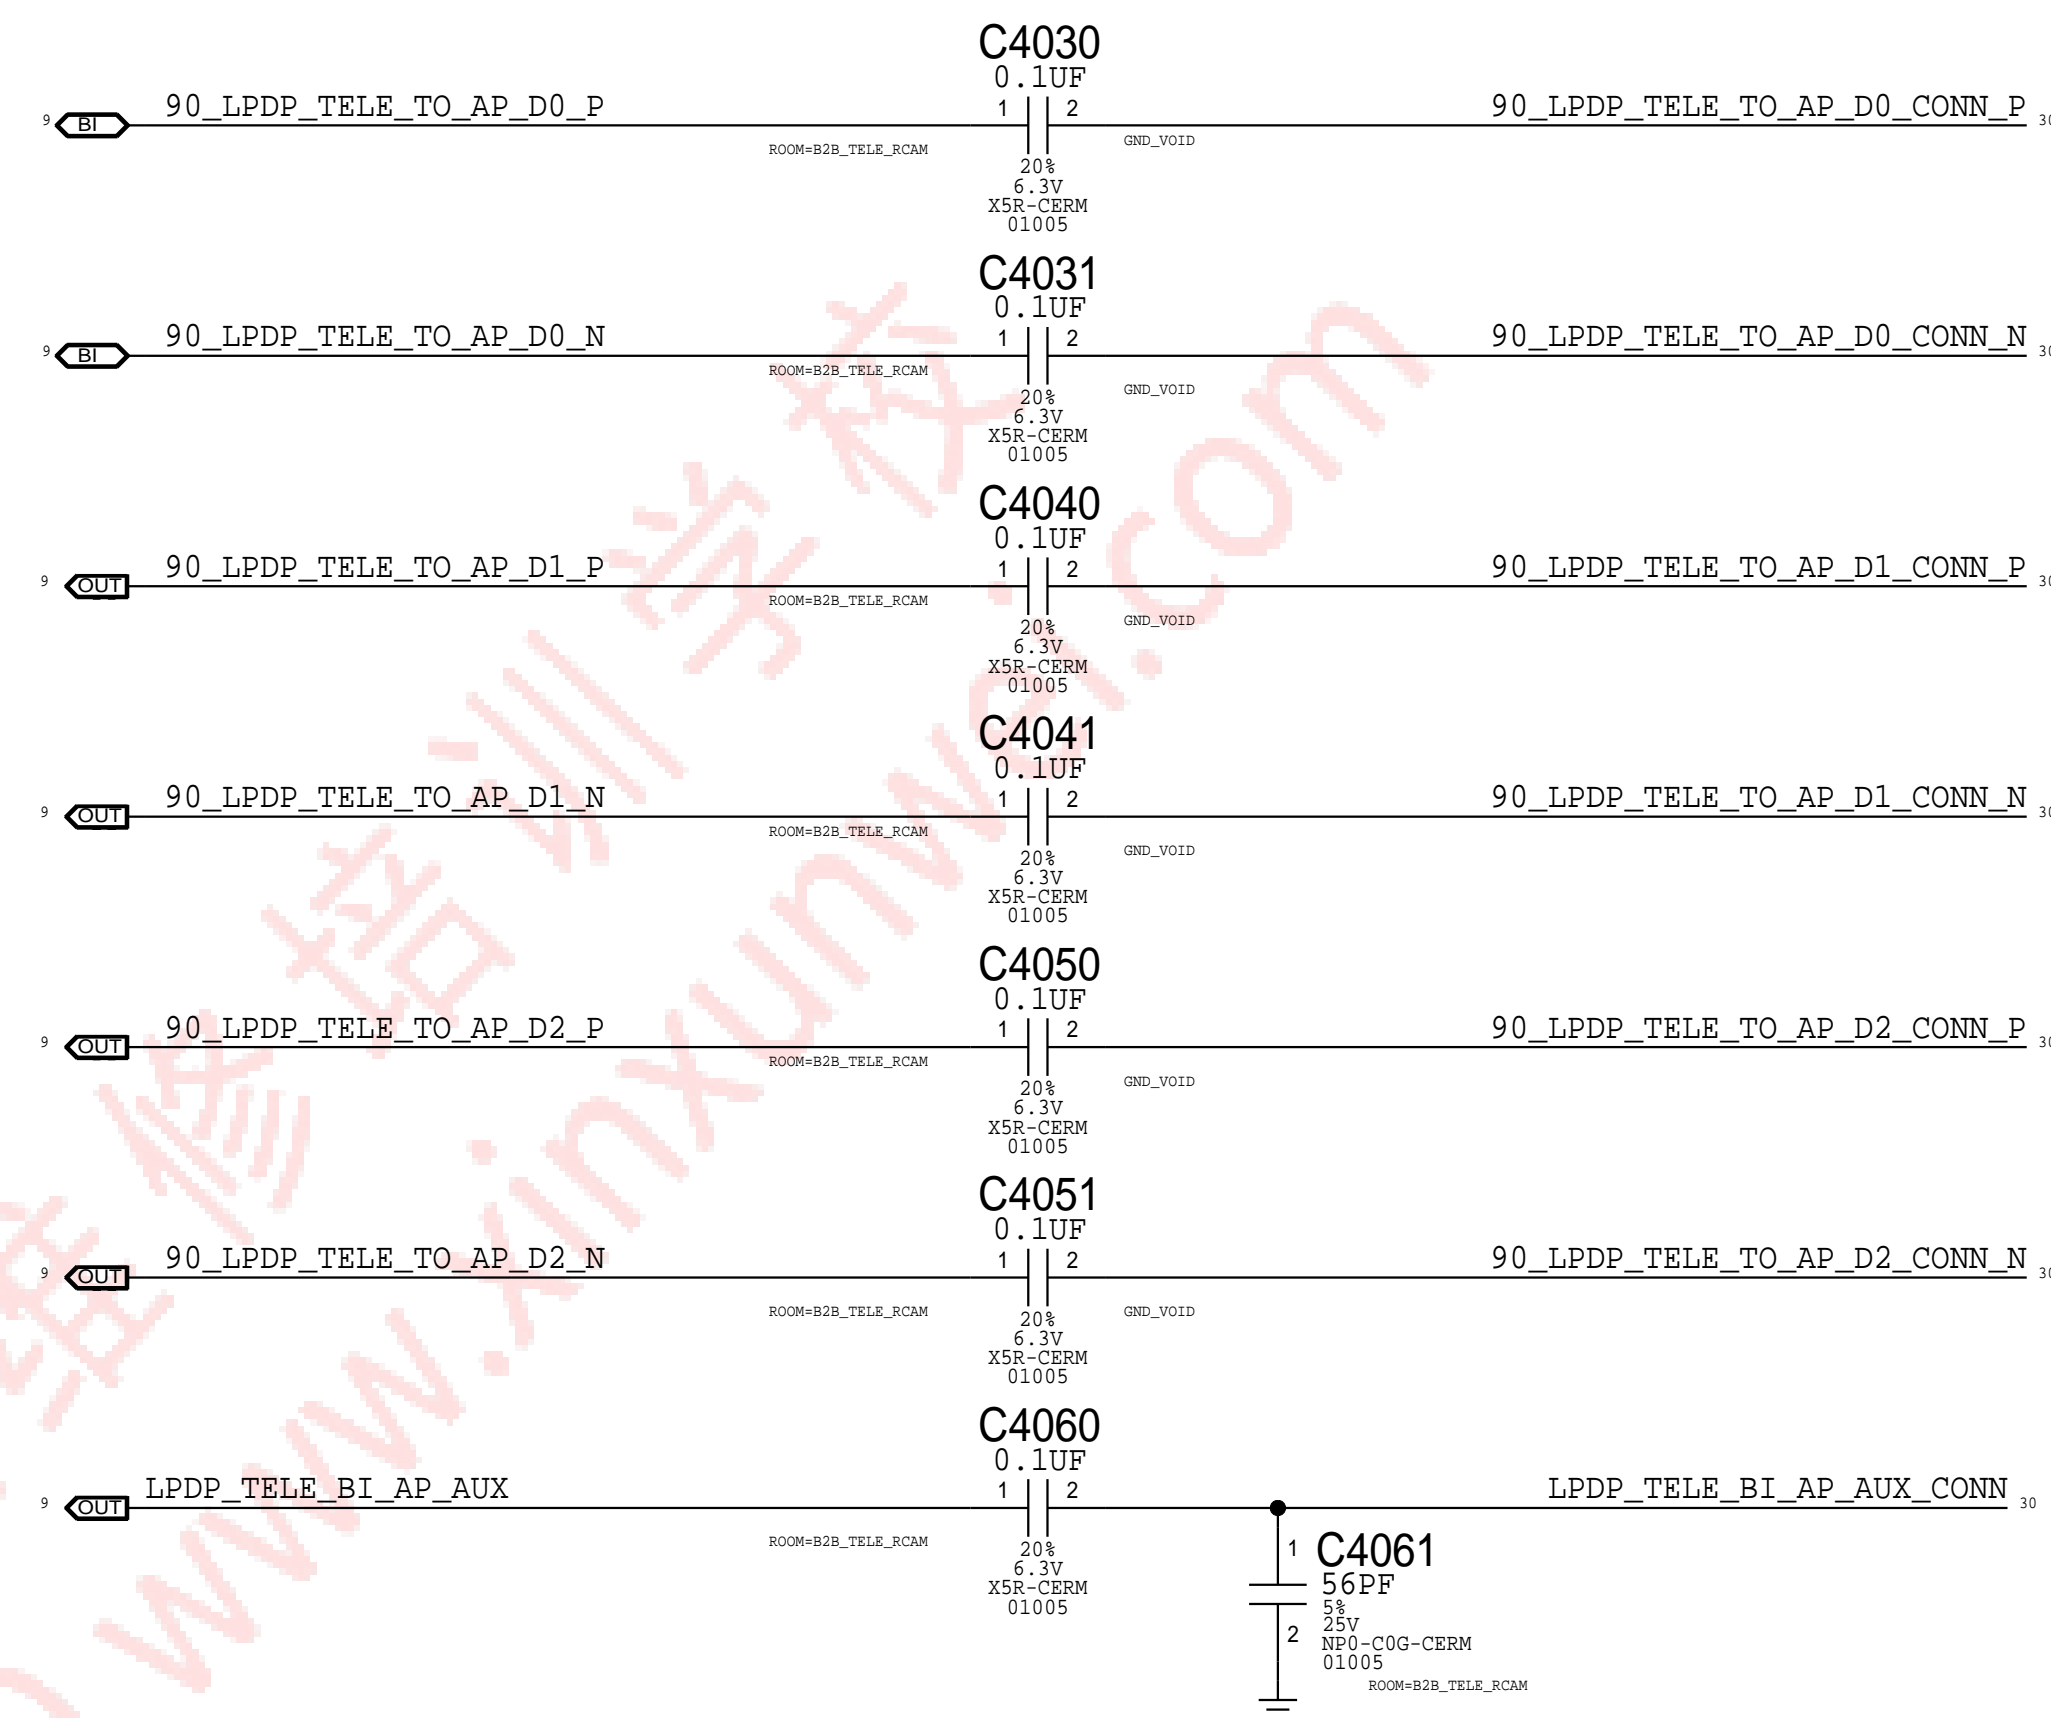 C4030
0.1UF
9 BI 90_LPDP_TELE_TO_AP_D0_P 1 2 90_LPDP_TELE_TO_AP_D0_CONN_P 30
ROOM=B2B_TELE_RCAM GND_VOID
20%
6.3V
X5R-CERM
01005
C4031
0.1UF
9 BI 90_LPDP_TELE_TO_AP_D0_N 1 2 90_LPDP_TELE_TO_AP_D0_CONN_N 30
ROOM=B2B_TELE_RCAM GND_VOID
20%
6.3V
X5R-CERM
01005
C4040
0.1UF
9 OUT 90_LPDP_TELE_TO_AP_D1_P 1 2 90_LPDP_TELE_TO_AP_D1_CONN_P 30
ROOM=B2B_TELE_RCAM GND_VOID
20%
6.3V
X5R-CERM
01005
C4041
0.1UF
9 OUT 90_LPDP_TELE_TO_AP_D1_N 1 2 90_LPDP_TELE_TO_AP_D1_CONN_N 30
ROOM=B2B_TELE_RCAM GND_VOID
20%
6.3V
X5R-CERM
01005
C4050
0.1UF
9 OUT 90_LPDP_TELE_TO_AP_D2_P 1 2 90_LPDP_TELE_TO_AP_D2_CONN_P 30
ROOM=B2B_TELE_RCAM GND_VOID
20%
6.3V
X5R-CERM
01005
C4051
0.1UF
9 OUT 90_LPDP_TELE_TO_AP_D2_N 1 2 90_LPDP_TELE_TO_AP_D2_CONN_N 30
ROOM=B2B_TELE_RCAM GND_VOID
20%
6.3V
X5R-CERM
01005
C4060
0.1UF
9 OUT LPDP_TELE_BI_AP_AUX 1 2 LPDP_TELE_BI_AP_AUX_CONN 30
ROOM=B2B_TELE_RCAM
20%
6.3V
X5R-CERM
01005
1 C4061
56PF
5%
25V
2 NP0-C0G-CERM
01005
ROOM=B2B_TELE_RCAM
维修培训学校
www.xinxunwei.com